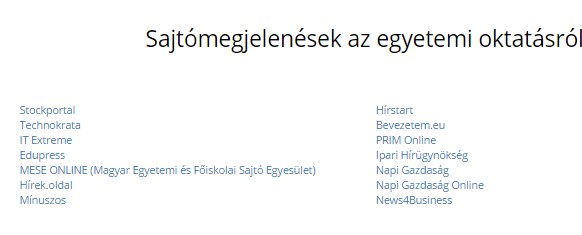 Sajtómegjelenések az egyetemi oktatásról
Stockportal
Technokrata
IT Extreme
Edupress
MESE ONLINE (Magyar Egyetemi és Főiskolai Sajtó Egyesület)
Hírek.oldal
Mínuszos
Hírstart
Bevezetem.eu
PRIM Online
Ipari Hírügynökség
Napi Gazdaság
Napi Gazdaság Online
News4Business